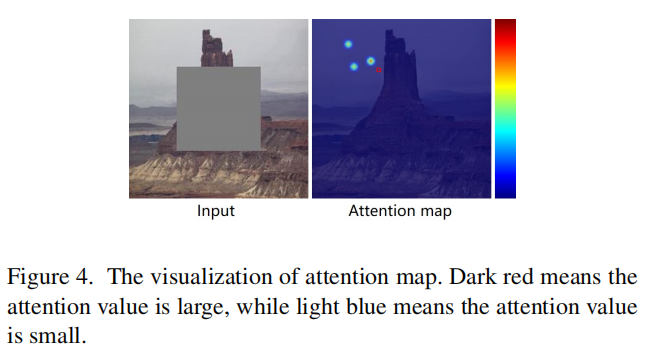 Input
Attention map
Figure 4. The visualization of attention map. Dark red means the
attention value is large, while light blue means the attention value
is small.